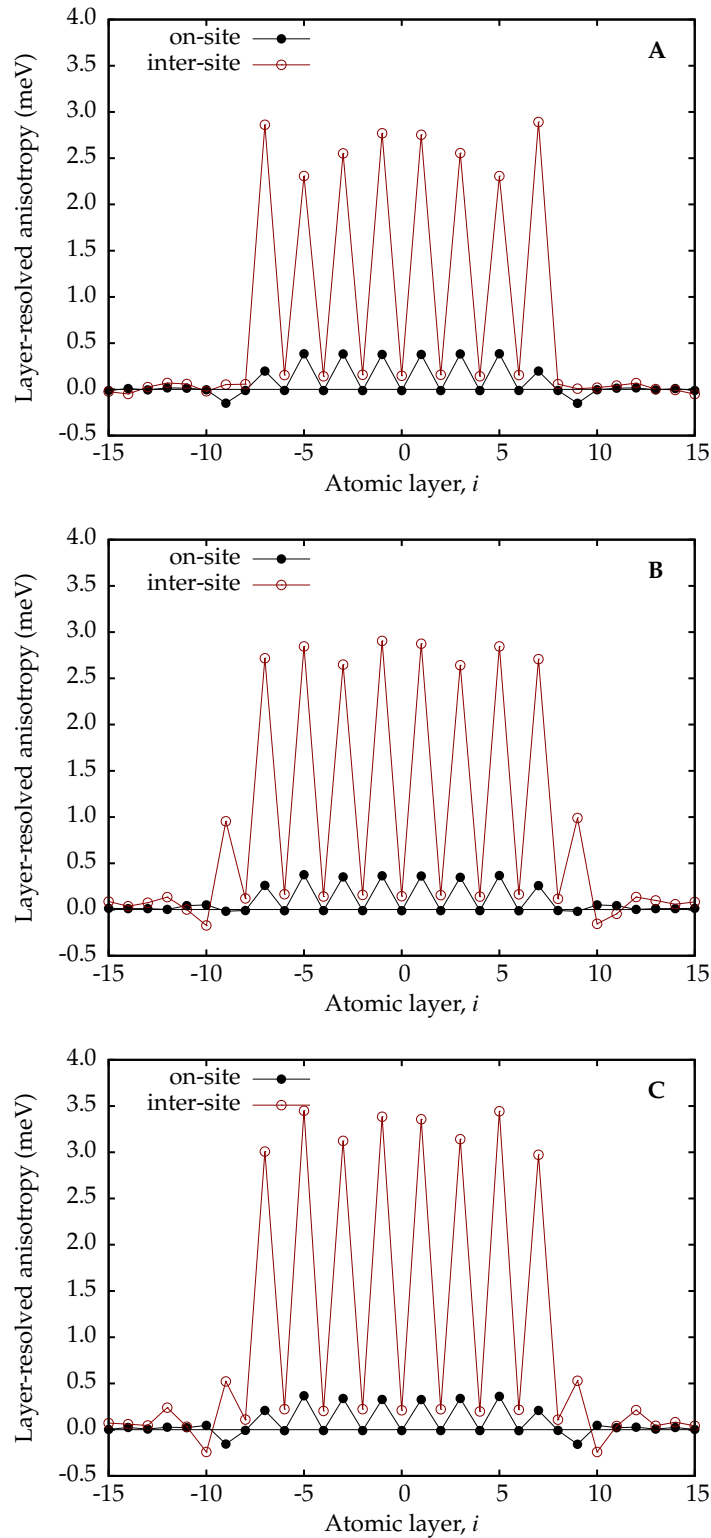 4.0
3.5
3.0
2.5
2.0
1.5
1.0
0.5
0.0
-0.5
Layer-resolved anisotropy (meV)
on-site
inter-site
A
-15 -10 -5 0 5 10 15
Atomic layer, i
4.0
3.5
3.0
2.5
2.0
1.5
1.0
0.5
0.0
-0.5
Layer-resolved anisotropy (meV)
on-site
inter-site
B
-15 -10 -5 0 5 10 15
Atomic layer, i
4.0
3.5
3.0
2.5
2.0
1.5
1.0
0.5
0.0
-0.5
Layer-resolved anisotropy (meV)
on-site
inter-site
C
-15 -10 -5 0 5 10 15
Atomic layer, i